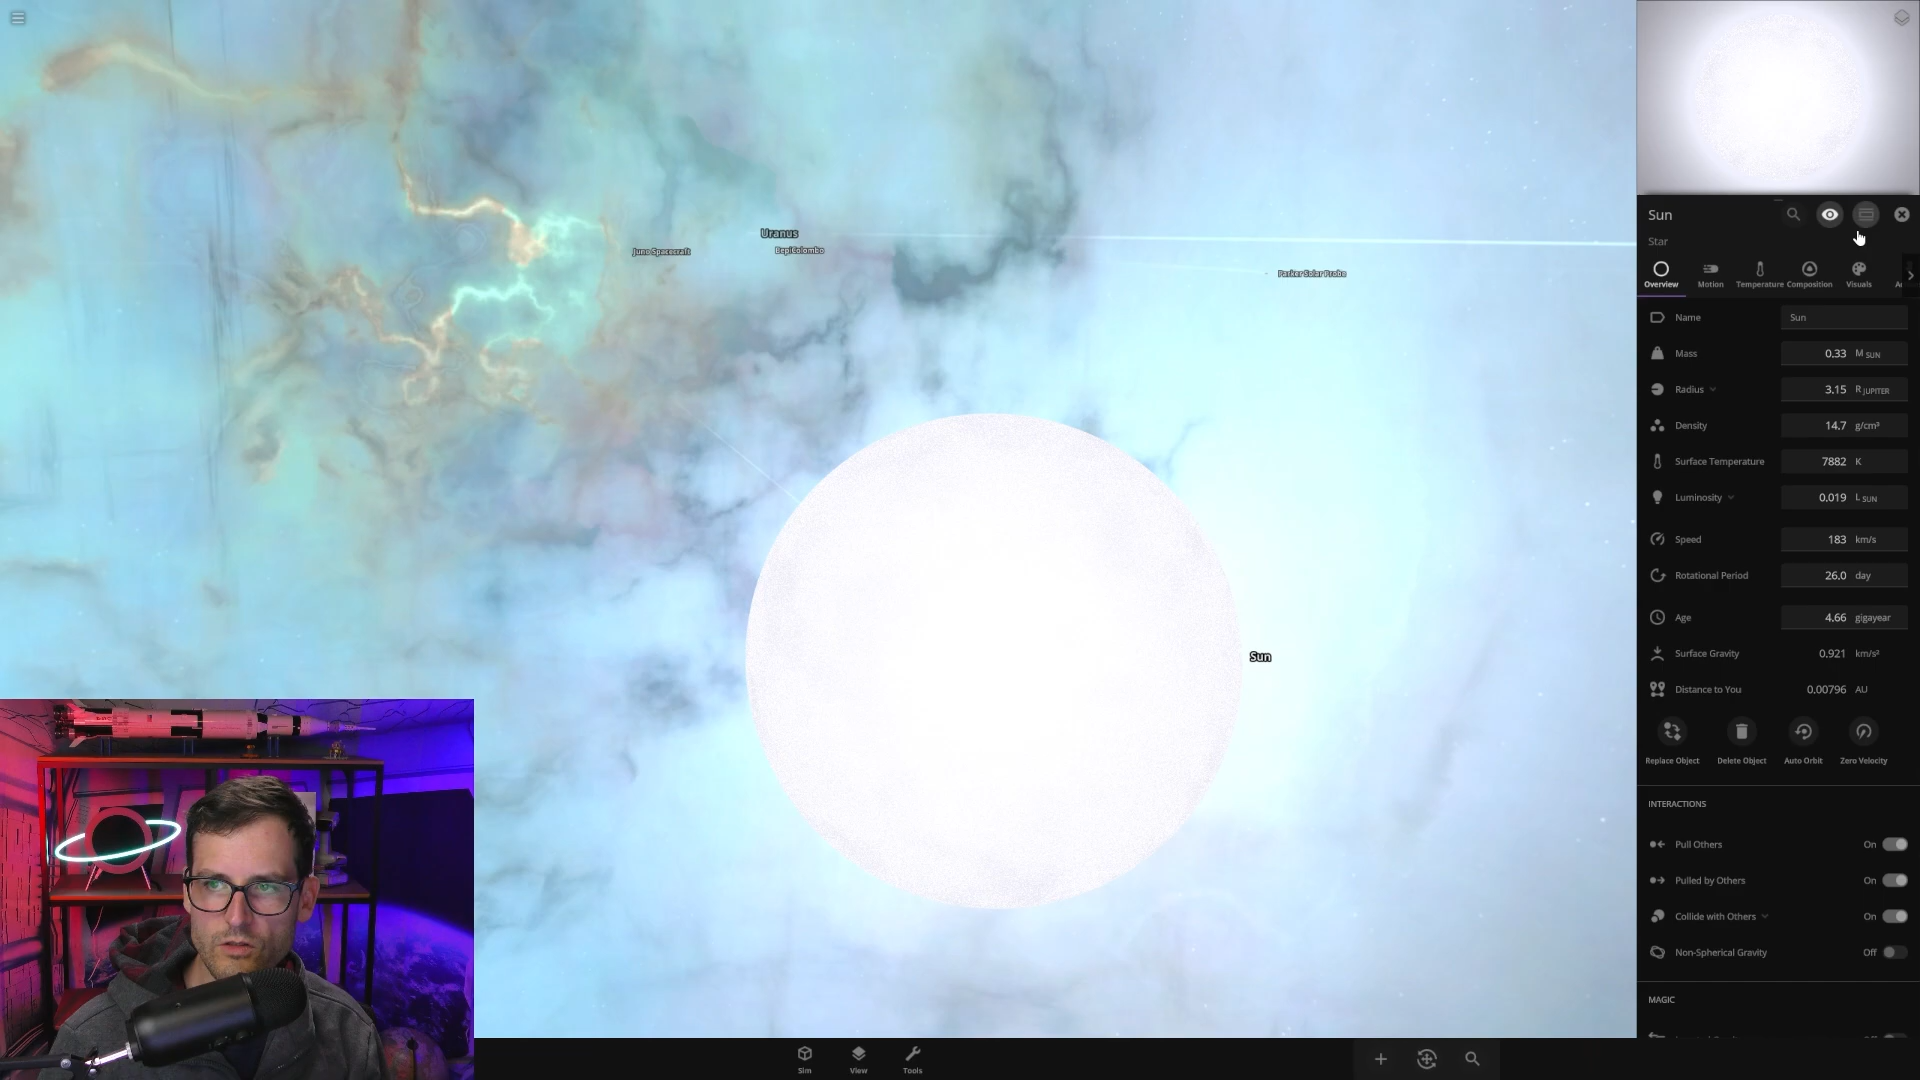 Uranus
Juno Spacecraft
BepiColombo
Parker Solar Probe
Sun
Sun
Star
Overview
Motion
Temperature
Composition
Visuals
Name
Sun
Mass
0.33 M SUN
Radius
3.15 R JUPITER
Density
14.7 g/cm³
Surface Temperature
7882 K
Luminosity
0.019 L SUN
Speed
183 km/s
Rotational Period
26.0 day
Age
4.66 gigayear
Surface Gravity
0.921 km/s²
Distance to You
0.00796 AU
Replace Object
Delete Object
Auto Orbit
Zero Velocity
INTERACTIONS
Pull Others
On
Pulled by Others
On
Collide with Others
On
Non-Spherical Gravity
Off
MAGIC
Sim
View
Tools